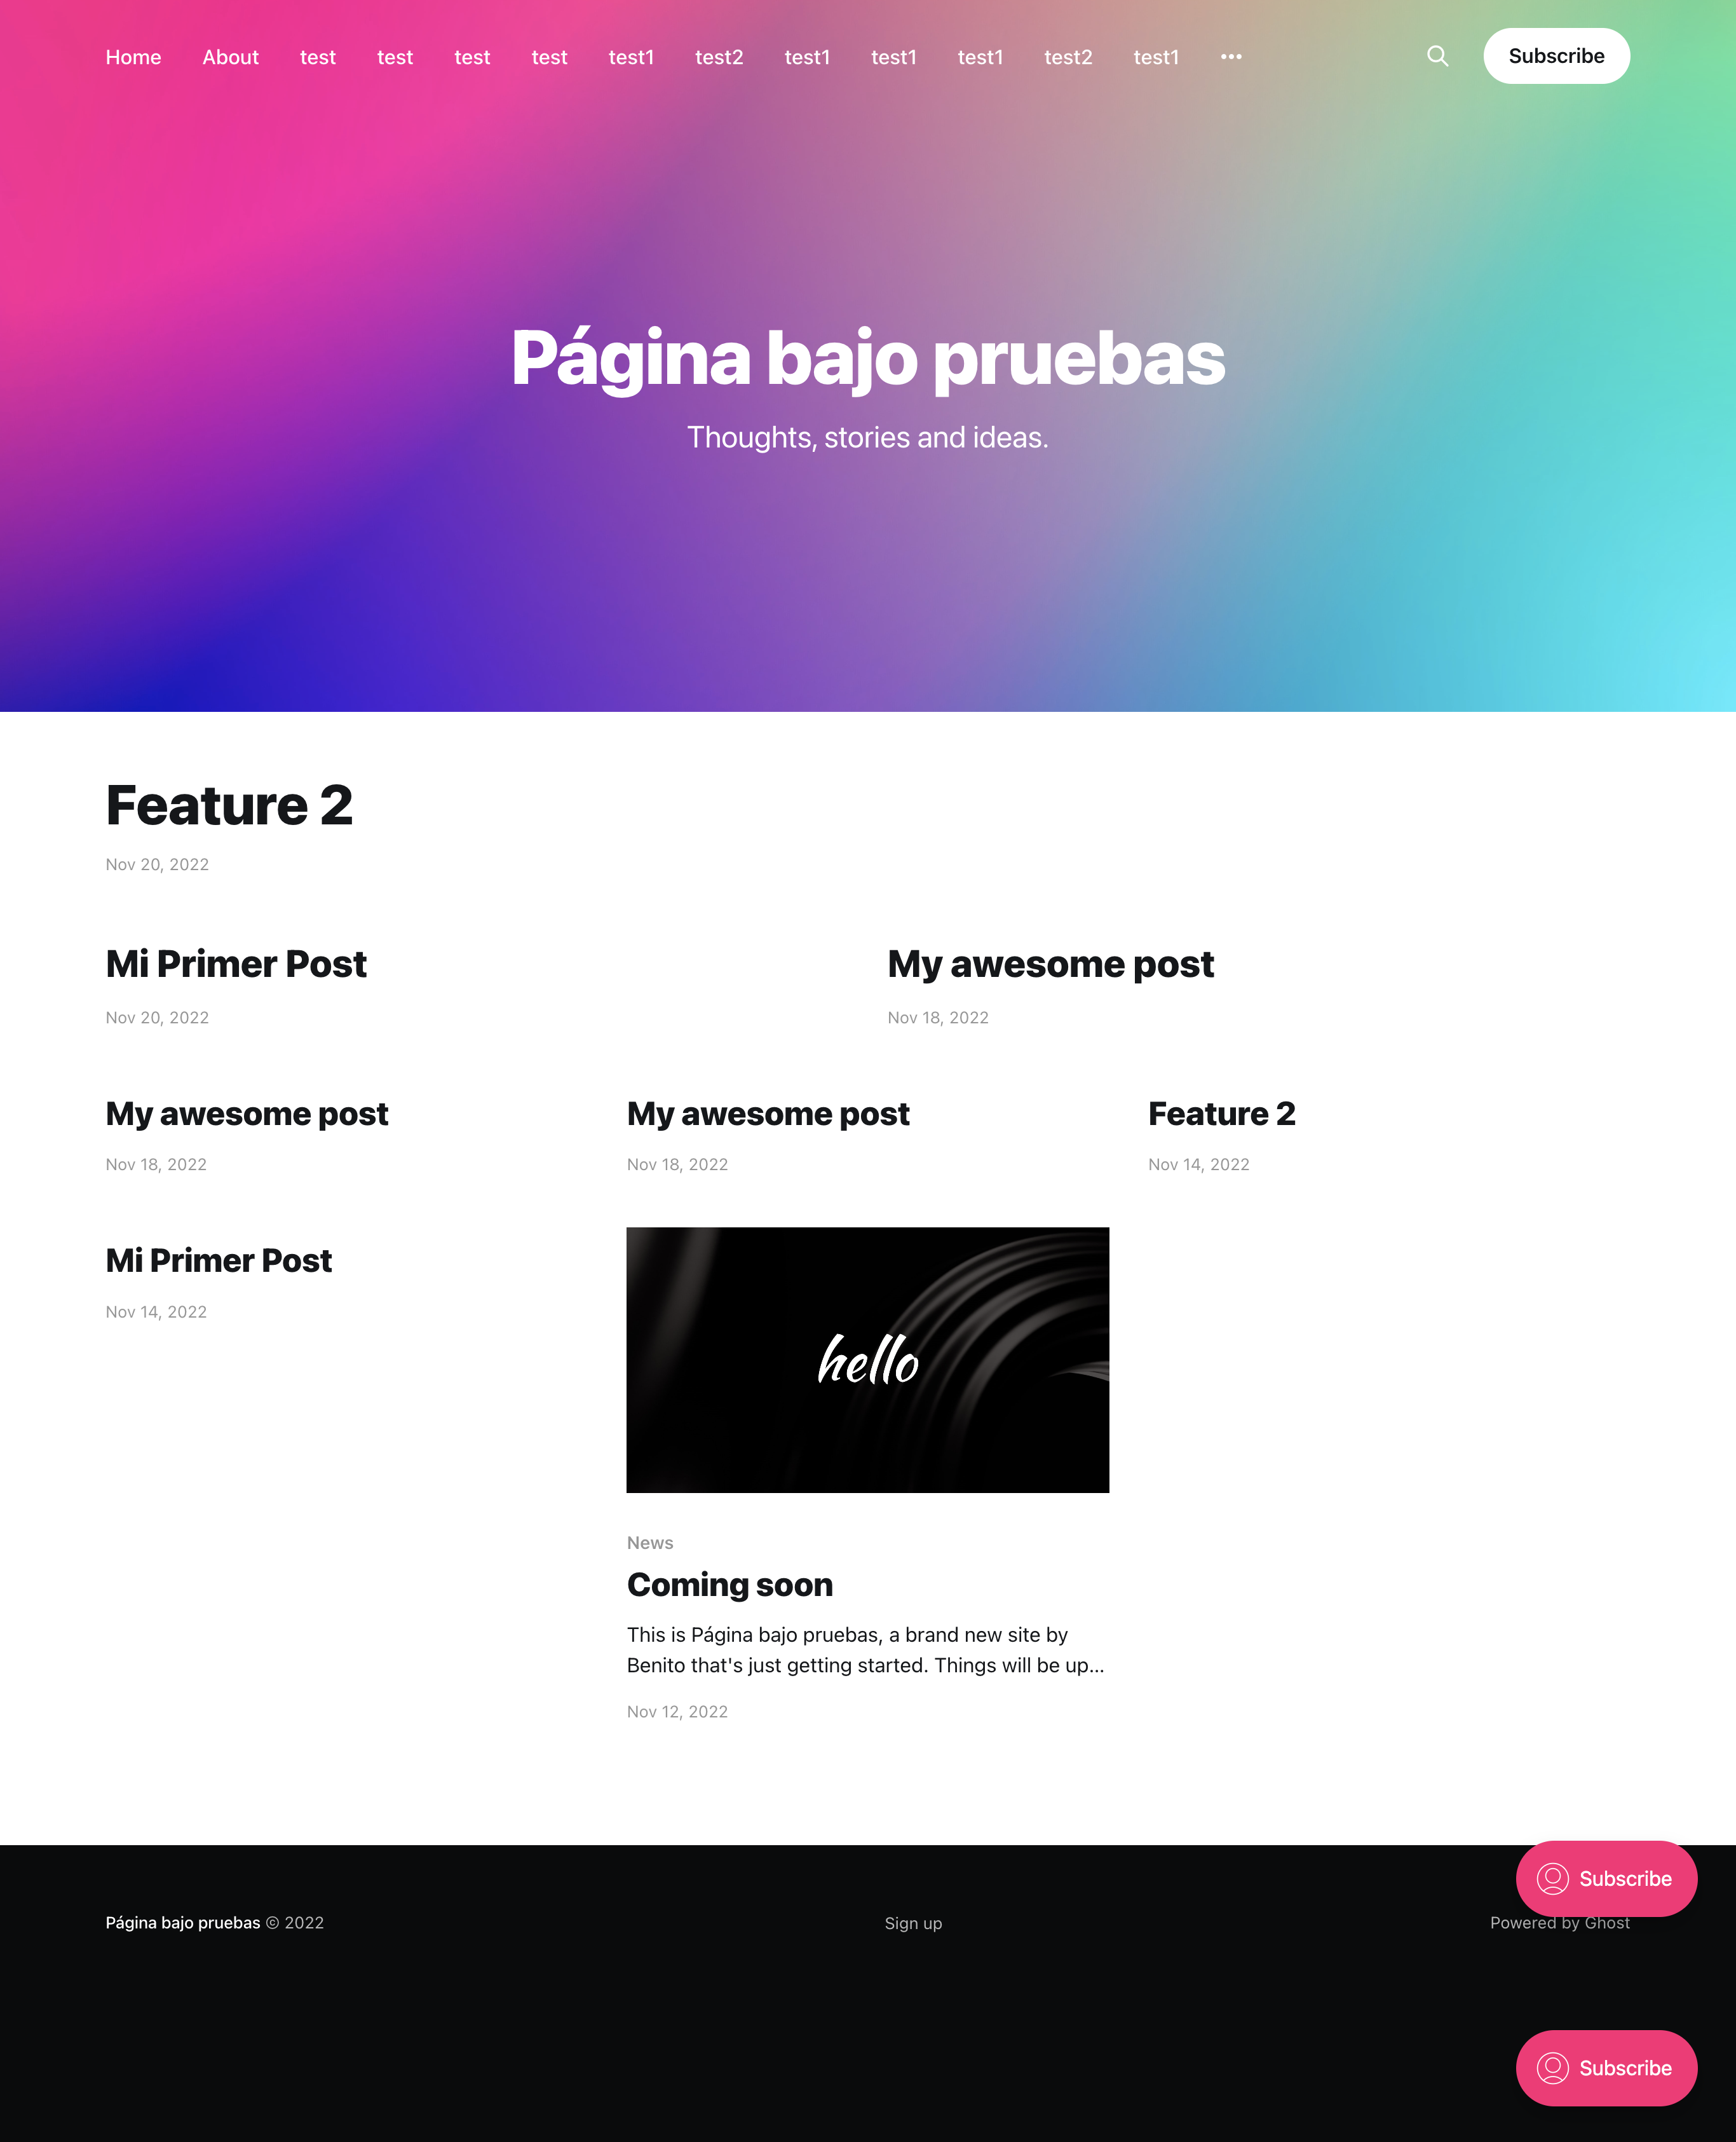 Home About test test test test test1 test2 test1 test1 test1 test2 test1 ••• Subscribe
Página bajo pruebas
Thoughts, stories and ideas.
Feature 2
Nov 20, 2022
Mi Primer Post
Nov 20, 2022
My awesome post
Nov 18, 2022
My awesome post
Nov 18, 2022
My awesome post
Nov 18, 2022
Feature 2
Nov 14, 2022
Mi Primer Post
Nov 14, 2022
hello
News
Coming soon
This is Página bajo pruebas, a brand new site by
Benito that's just getting started. Things will be up...
Nov 12, 2022
Subscribe
Página bajo pruebas © 2022
Sign up
Powered by Ghost
Subscribe